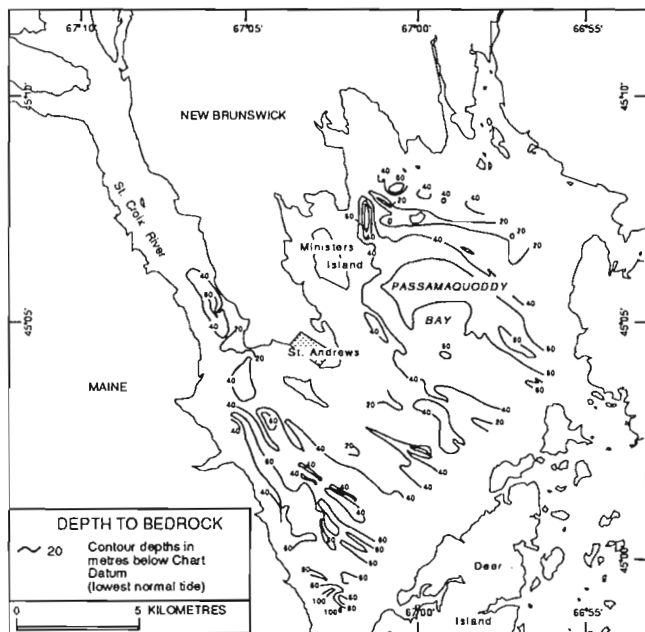 67°10' 67°05' 67°00' 66°55'
45°10' 45°10'
NEW BRUNSWICK
St. Croix River
Ministers
Island
PASSAMAQUODDY
BAY
45°05' 45°05'
St. Andrews
MAINE
DEPTH TO BEDROCK
20 Contour depths in
metres below Chart
Datum
(lowest normal tide)
0 5 KILOMETRES
Deer
Island
45°00'
67°00' 66°55'
40
60
20
0
80
100